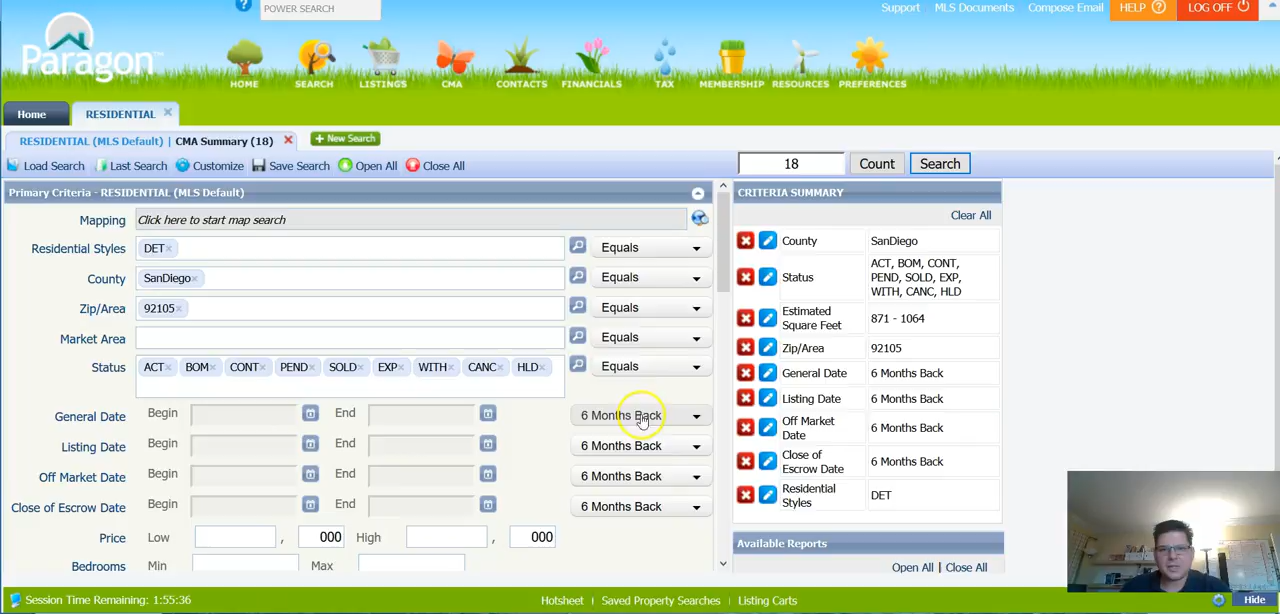 POWER SEARCH
Support MLS Documents Compose Email HELP LOG OFF
Paragon
HOME SEARCH LISTINGS CMA CONTACTS FINANCIALS TAX MEMBERSHIP RESOURCES PREFERENCES
Home RESIDENTIAL
RESIDENTIAL (MLS Default) | CMA Summary (18) + New Search
Load Search Last Search Customize Save Search Open All Close All 18 Count Search
Primary Criteria - RESIDENTIAL (MLS Default)
Mapping Click here to start map search
Residential Styles DET Equals
County SanDiego Equals
Zip/Area 92105 Equals
Market Area Equals
Status ACT BOM CONT PEND SOLD EXP WITH CANC HLD Equals
General Date Begin End 6 Months Back
Listing Date Begin End 6 Months Back
Off Market Date Begin End 6 Months Back
Close of Escrow Date Begin End 6 Months Back
Price Low , 000 High , 000
Bedrooms Min Max
CRITERIA SUMMARY
Clear All
County SanDiego
Status ACT, BOM, CONT,
PEND, SOLD, EXP,
WITH, CANC, HLD
Estimated
Square Feet 871 - 1064
Zip/Area 92105
General Date 6 Months Back
Listing Date 6 Months Back
Off Market
Date 6 Months Back
Close of
Escrow Date 6 Months Back
Residential
Styles DET
Available Reports
Open All | Close All
Session Time Remaining: 1:55:36 Hotsheet | Saved Property Searches | Listing Carts Hide